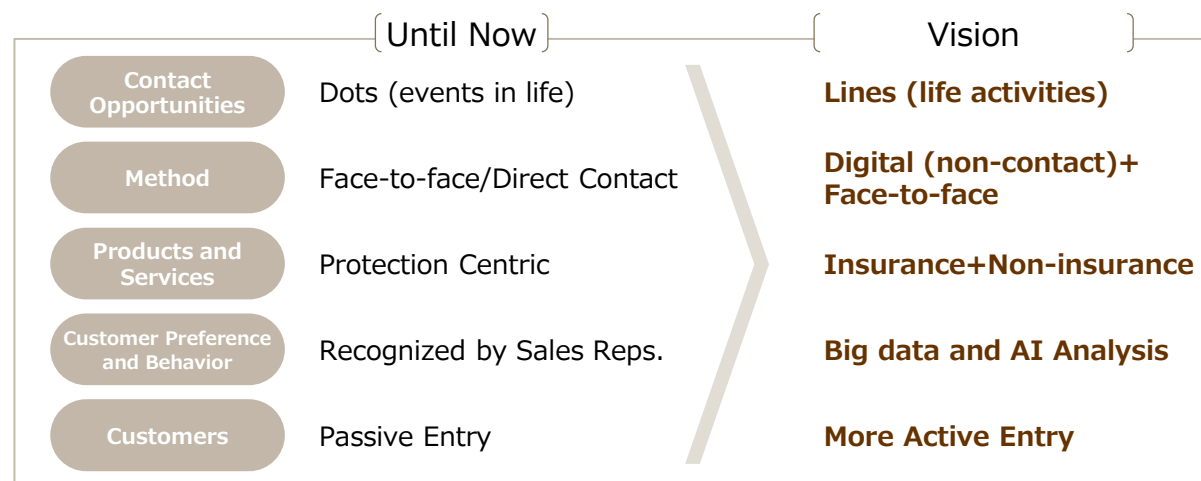 Until Now
Vision
Contact
Opportunities
Dots (events in life)
Lines (life activities)
Method
Face-to-face/Direct Contact
Digital (non-contact)+
Face-to-face
Products and
Services
Protection Centric
Insurance+Non-insurance
Customer Preference
and Behavior
Recognized by Sales Reps.
Big data and AI Analysis
Customers
Passive Entry
More Active Entry